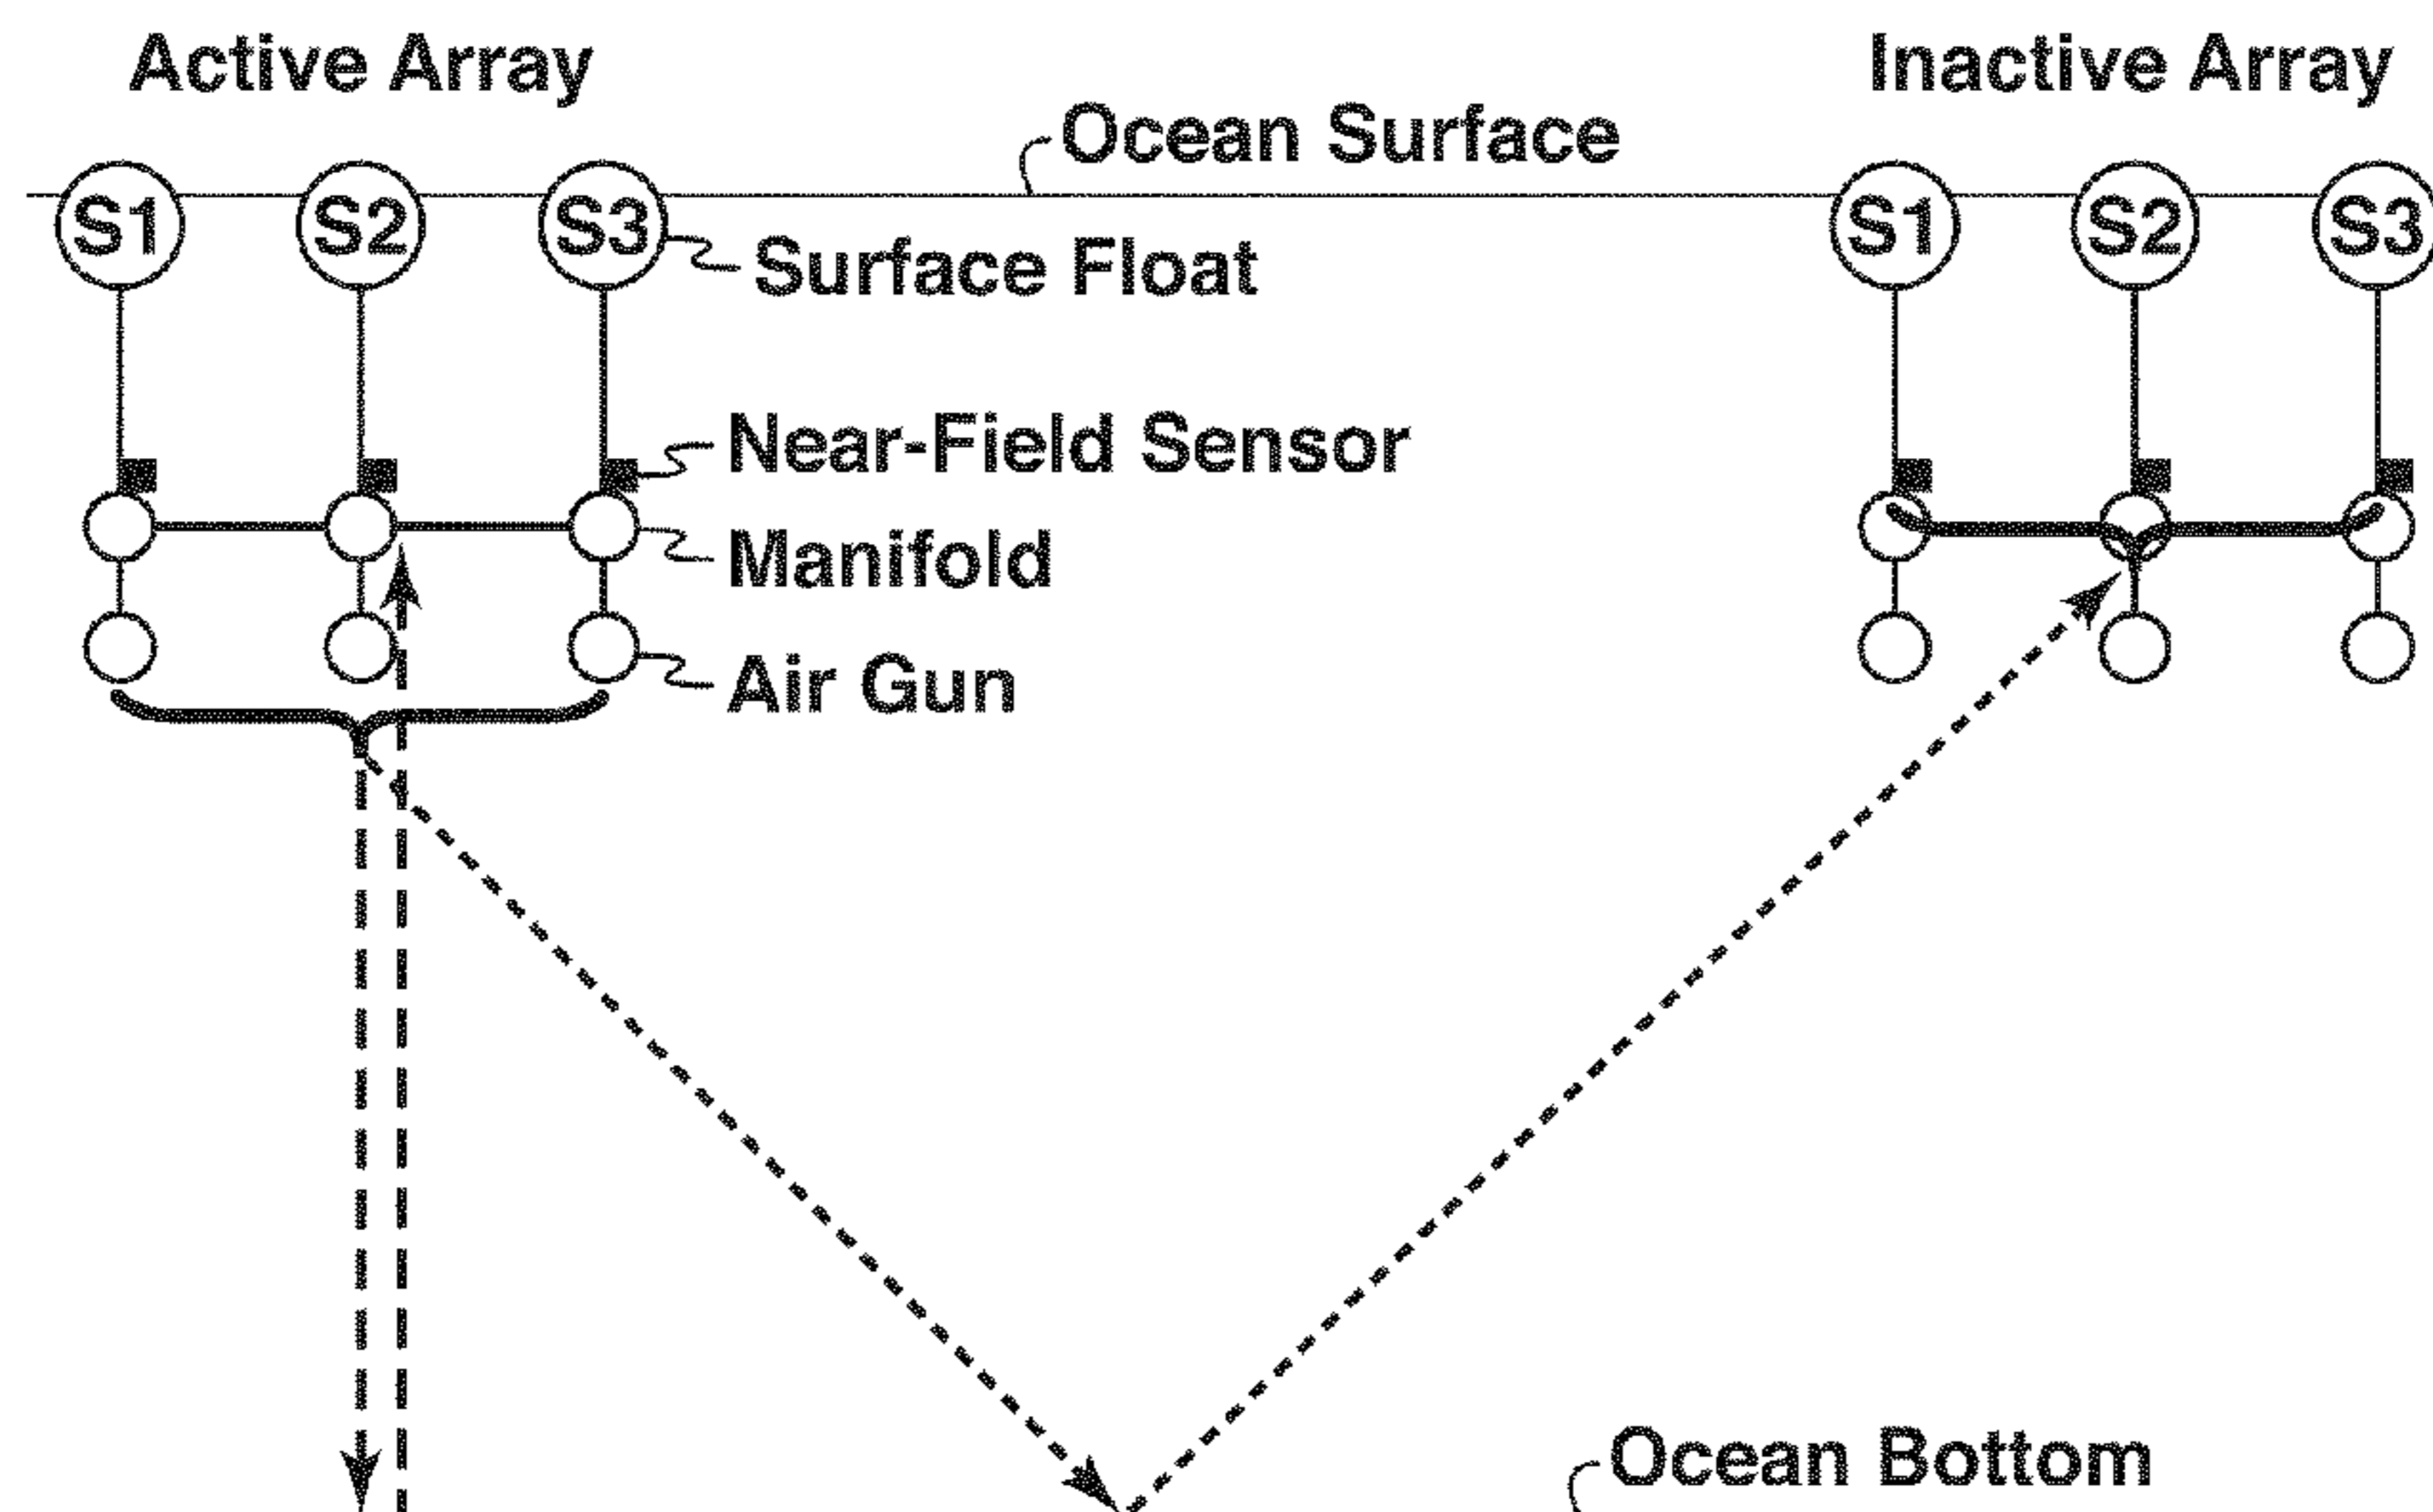 Active Array
Inactive Array
Ocean Surface
S1 S2 S3
S1 S2 S3
Surface Float
Near-Field Sensor
Manifold
Air Gun
Ocean Bottom